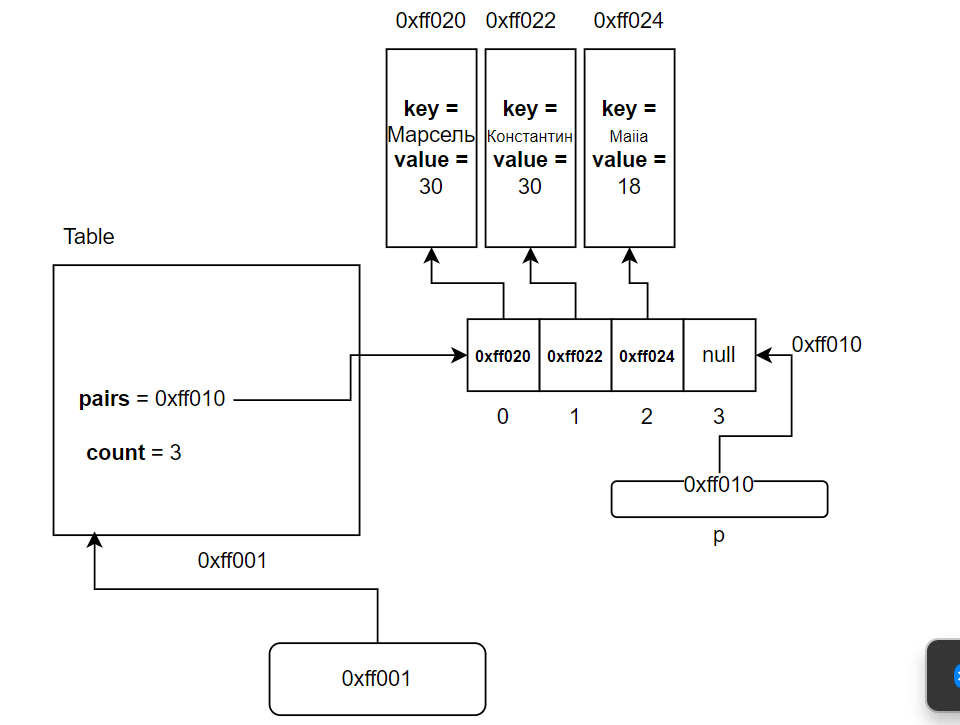 0xff020
0xff022
0xff024
key =
Марсель
value =
30
key =
Константин
value =
30
key =
Maiia
value =
18
Table
pairs = 0xff010
count = 3
0xff020
0xff022
0xff024
null
0xff010
0
1
2
3
0xff010
p
0xff001
0xff001